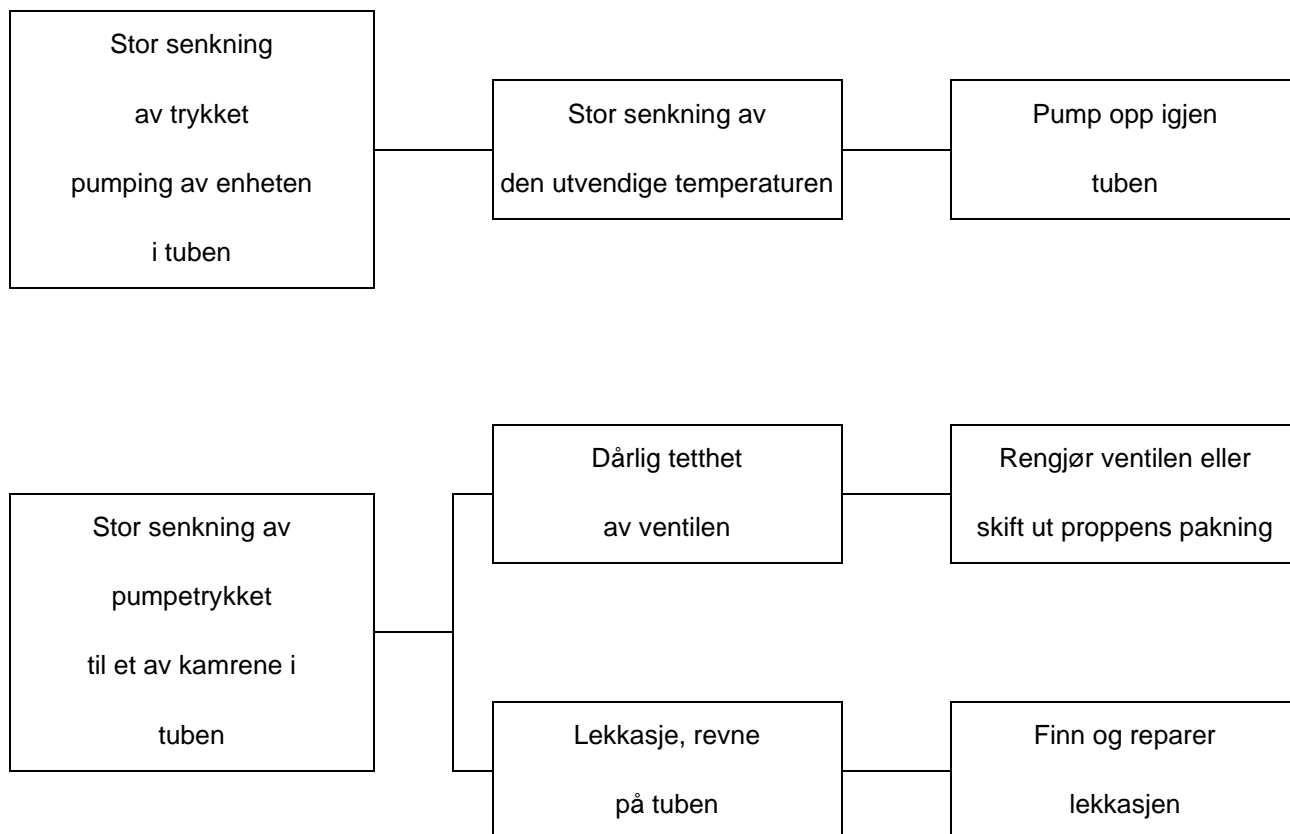 Stor senkning
av trykket
pumping av enheten
i tuben
Stor senkning av
den utvendige temperaturen
Pump opp igjen
tuben
Stor senkning av
pumpetrykket
til et av kamrene i
tuben
Dårlig tetthet
av ventilen
Rengjør ventilen eller
skift ut proppens pakning
Lekkasje, revne
på tuben
Finn og reparer
lekkasjen